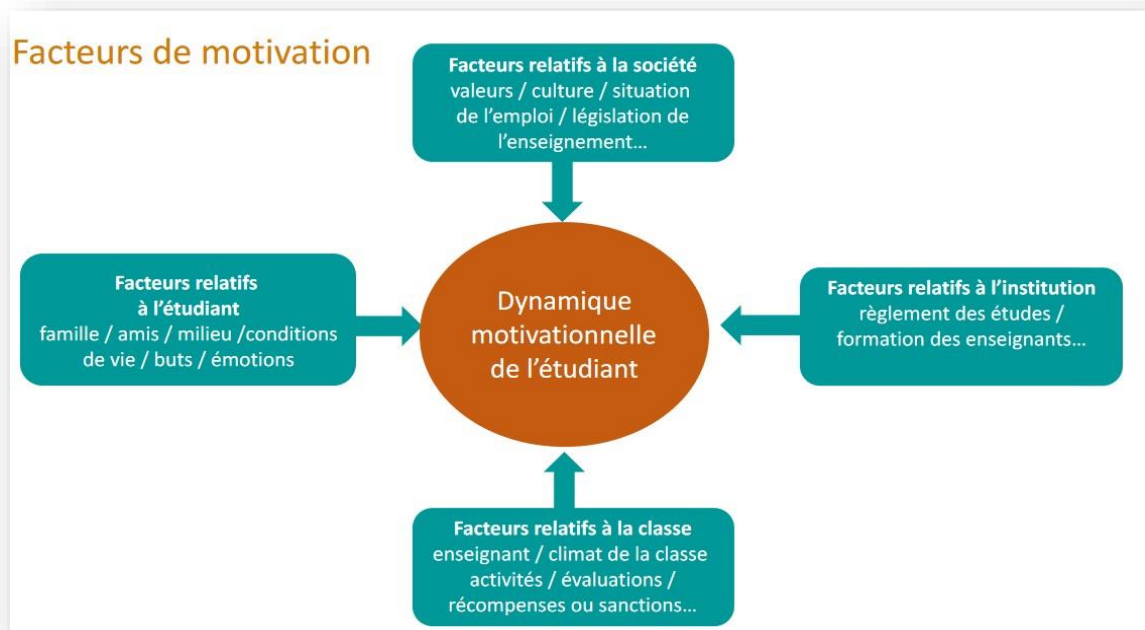 Facteurs de motivation
Facteurs relatifs à la société
valeurs / culture / situation
de l'emploi / législation de
l'enseignement…
Facteurs relatifs
à l'étudiant
famille / amis / milieu /conditions
de vie / buts / émotions
Dynamique
motivationnelle
de l'étudiant
Facteurs relatifs à l'institution
règlement des études /
formation des enseignants…
Facteurs relatifs à la classe
enseignant / climat de la classe
activités / évaluations /
récompenses ou sanctions…